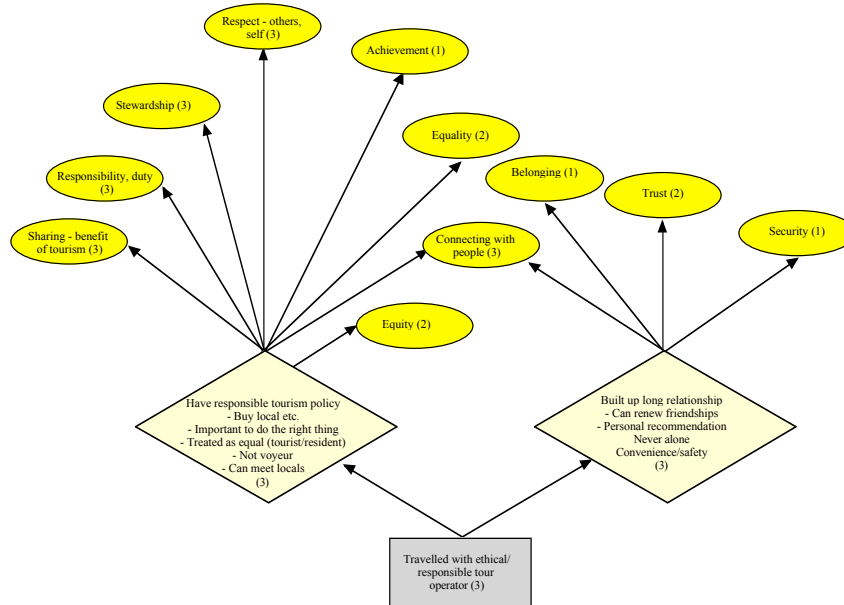 Respect - others,
self (3)
Achievement (1)
Stewardship (3)
Equality (2)
Responsibility, duty
(3)
Belonging (1)
Trust (2)
Sharing - benefit
of tourism (3)
Connecting with
people (3)
Security (1)
Equity (2)
Have responsible tourism policy
- Buy local etc.
- Important to do the right thing
- Treated as equal (tourist/resident)
- Not voyeur
- Can meet locals
(3)
Built up long relationship
- Can renew friendships
- Personal recommendation
Never alone
Convenience/safety
(3)
Travelled with ethical/
responsible tour
operator (3)